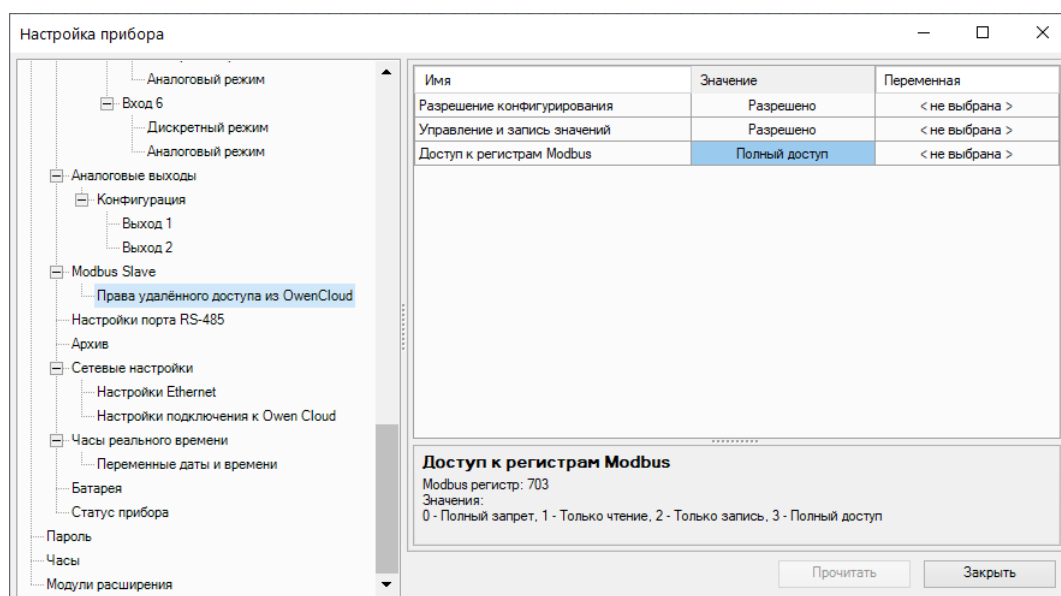 Настройка прибора
Аналоговый режим
Вход 6
Дискретный режим
Аналоговый режим
Аналоговые выходы
Конфигурация
Выход 1
Выход 2
Modbus Slave
Права удалённого доступа из OwenCloud
Настройки порта RS-485
Архив
Сетевые настройки
Настройки Ethernet
Настройки подключения к Owen Cloud
Часы реального времени
Переменные даты и времени
Батарея
Статус прибора
Пароль
Часы
Модули расширения
Имя Значение Переменная
Разрешение конфигурирования Разрешено < не выбрана >
Управление и запись значений Разрешено < не выбрана >
Доступ к регистрам Modbus Полный доступ < не выбрана >
Доступ к регистрам Modbus
Modbus регистр: 703
Значения:
0 - Полный запрет, 1 - Только чтение, 2 - Только запись, 3 - Полный доступ
Прочитать Закрыть